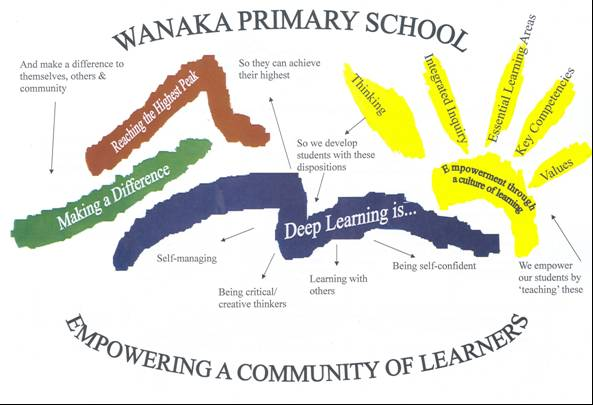 WANAKA PRIMARY SCHOOL
And make a difference to
themselves, others &
community
Reaching the Highest Peak
So they can achieve
their highest
Thinking
Integrated Inquiry
Essential Learning Areas
Key Competencies
Values
Empowerment through
a culture of learning
Making a Difference
So we develop
students with these
dispositions
Deep Learning is...
Self-managing
Being critical/
creative thinkers
Learning with
others
Being self-confident
We empower
our students by
‘teaching’ these
EMPOWERING A COMMUNITY OF LEARNERS